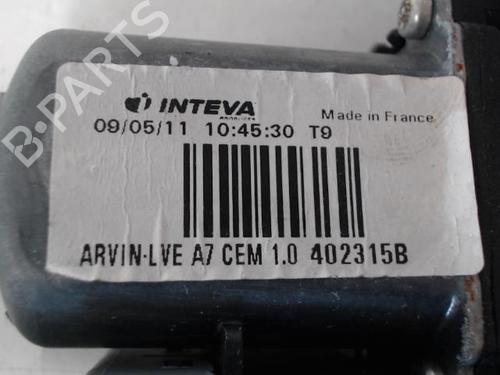 INTEVA
PRODUCTS
09/05/11 10:45:30 T9
Made in France
ARVIN-LVE A7 CEM 1.0 402315B
B-PARTS